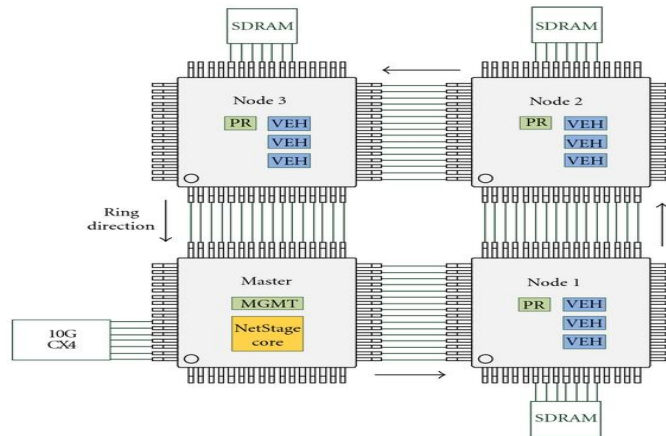 SDRAM
SDRAM
Node 3
PR
VEH
VEH
VEH
Node 2
PR
VEH
VEH
VEH
Ring
direction
Master
MGMT
NetStage
core
Node 1
PR
VEH
VEH
VEH
10G
CX4
SDRAM